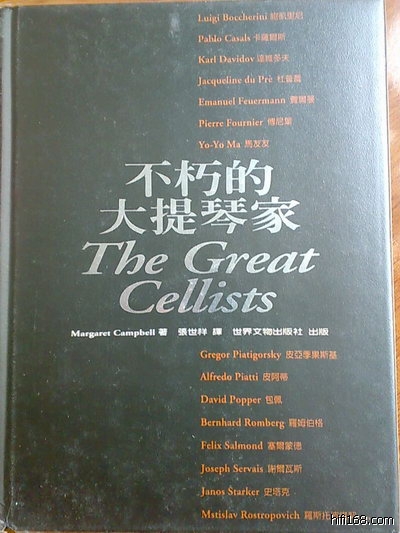 Luigi Boccherini 鮑凱里尼
Pablo Casals 卡薩爾斯
Karl Davidov 達維多夫
Jacqueline du Prè 杜普蕾
Emanuel Feuermann 費爾曼
Pierre Fournier 傅尼葉
Yo-Yo Ma 馬友友
不朽的
大提琴家
The Great
Cellists
Margaret Campbell 著 張世祥 譯 世界文物出版社 出版
Gregor Piatigorsky 皮亞季果斯基
Alfredo Piatti 皮阿蒂
David Popper 包佩
Bernhard Romberg 羅姆伯格
Felix Salmond 塞爾蒙德
Joseph Servais 謝爾瓦斯
Janos Starker 史塔克
Mstislav Rostropovich
hifi168.com